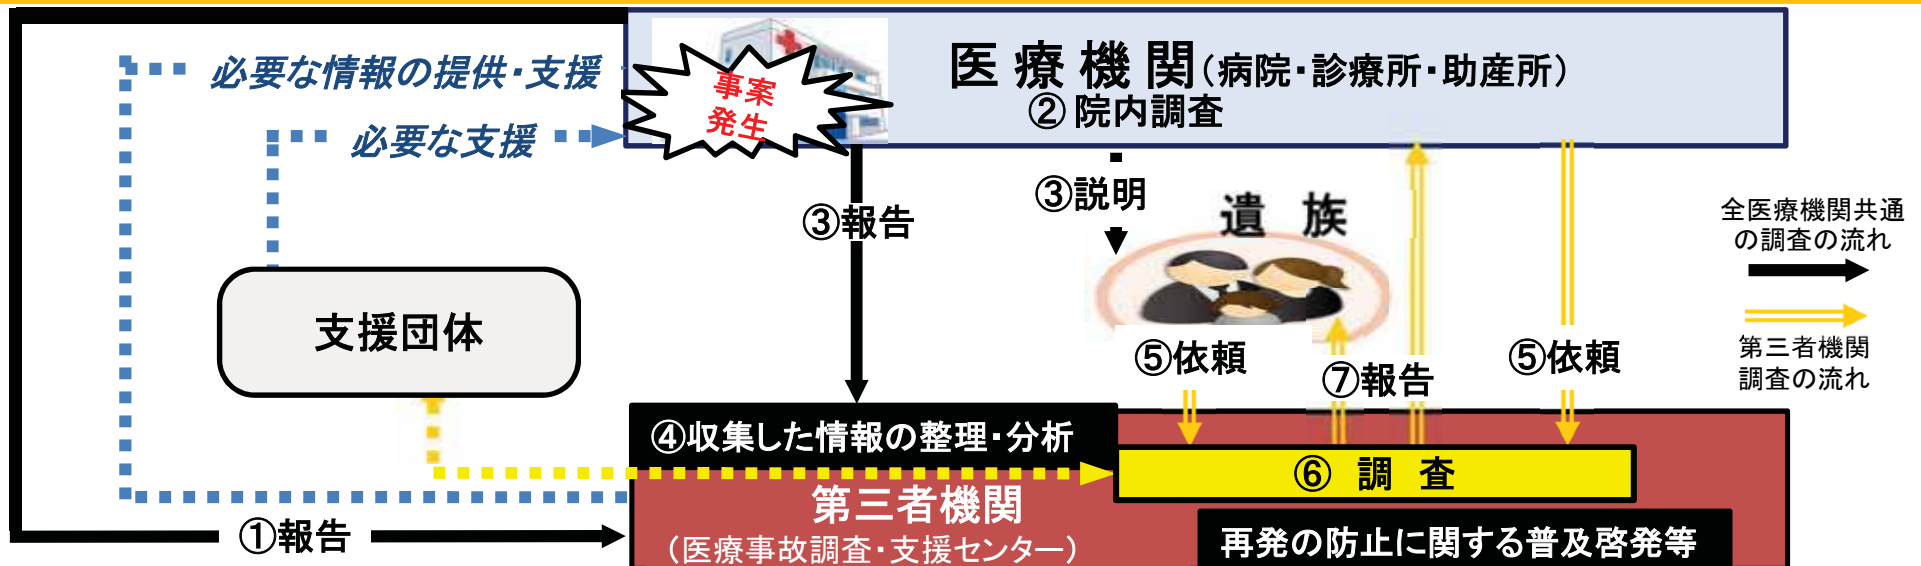 医療機関(病院・診療所・助産所)
②院内調査
事案
発生
必要な情報の提供・支援
必要な支援
③報告
③説明
遺族
全医療機関共通
の調査の流れ
第三者機関
調査の流れ
支援団体
⑤依頼
⑦報告
⑤依頼
④収集した情報の整理・分析
⑥調査
第三者機関
(医療事故調査・支援センター)
①報告
再発の防止に関する普及啓発等